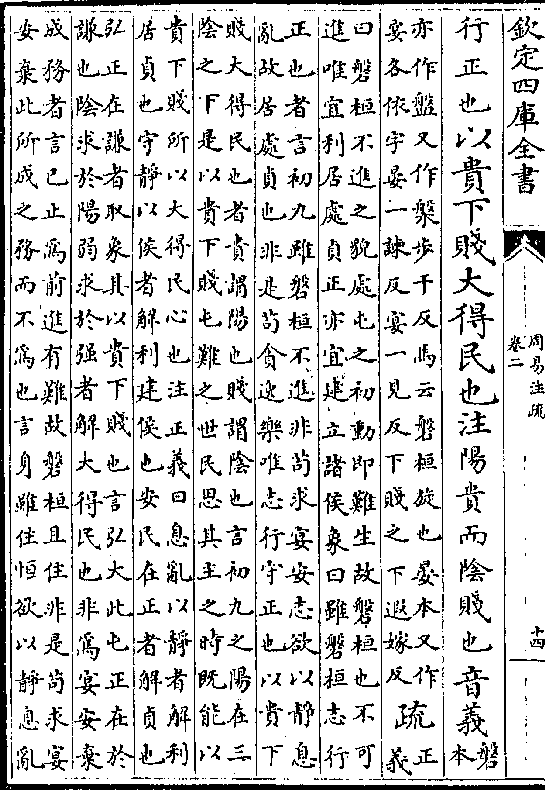 欽定四庫全書
周易注疏
卷二
十四
行正也以貴下賤大得民也注陽貴而陰賤也音義磐本
亦作盤又作槃步干反馬云磐桓旋也晏本又作
宴各依字晏一諫反宴一見反下賤之下遐嫁反疏正義
曰磐桓不進之貌處屯之初動即難生故磐桓也不可
進唯宜利居處貞正亦宜建立諸侯象曰雖磐桓志行
正也者言初九雖磐桓不進非苟求宴安志欲以靜息
亂故居處貞也非是苟貪逸樂唯志行守正也以貴下
賤大得民也者貴謂陽也賤謂陰也言初九之陽在三
陰之下是以貴下賤屯難之世民思其主之時既能以
貴下賤所以大得民心也注正義曰息亂以靜者解利
居貞也守靜以侯者解利建侯也安民在正者解貞也
弘正在謙者取象其以貴下賤也言弘大此屯正在於
謙也陰求於陽弱求於强者解大得民也非為宴安棄
成務者言已止為前進有難故磐桓且住非是苟求宴
安棄此所成之務而不為也言身雖住恒欲以靜息亂